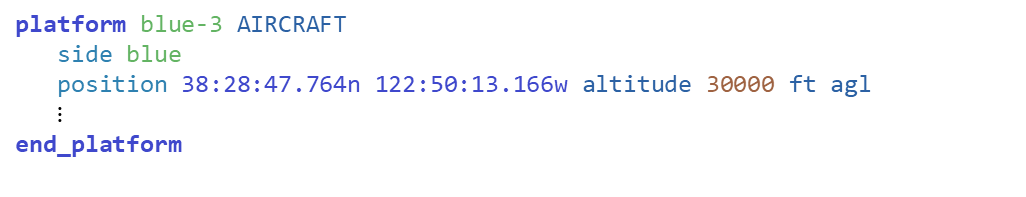 platform blue-3 AIRCRAFT
side blue
position 38:28:47.764n 122:50:13.166w altitude 30000 ft agl
⋮
end_platform